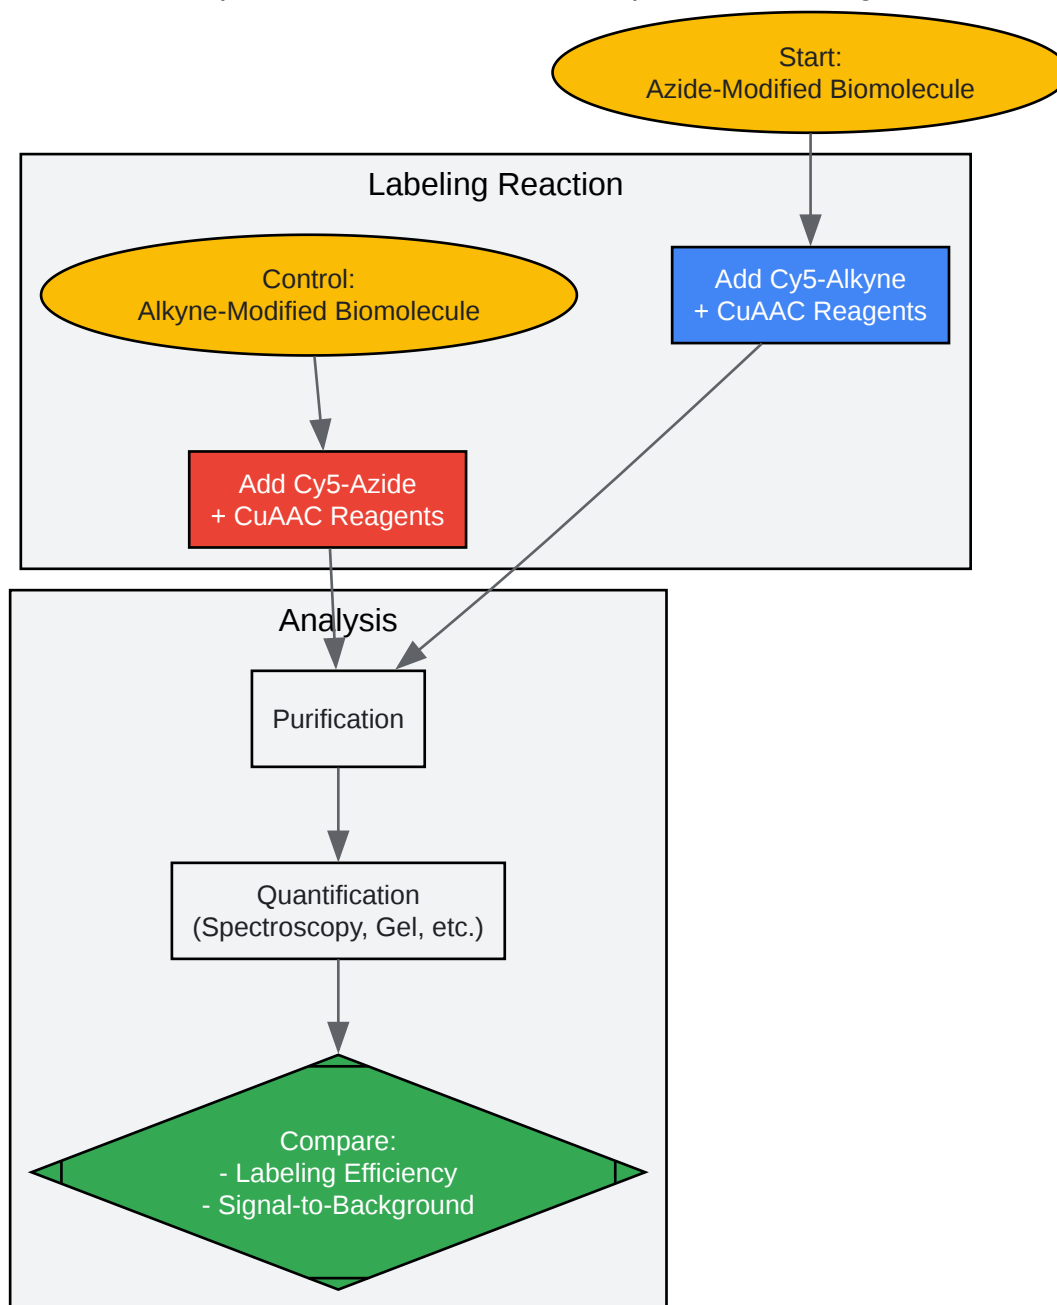 Start:
Azide-Modified Biomolecule
Labeling Reaction
Control:
Alkyne-Modified Biomolecule
Add Cy5-Alkyne
+ CuAAC Reagents
Add Cy5-Azide
+ CuAAC Reagents
Analysis
Purification
Quantification
(Spectroscopy, Gel, etc.)
Compare:
- Labeling Efficiency
- Signal-to-Background